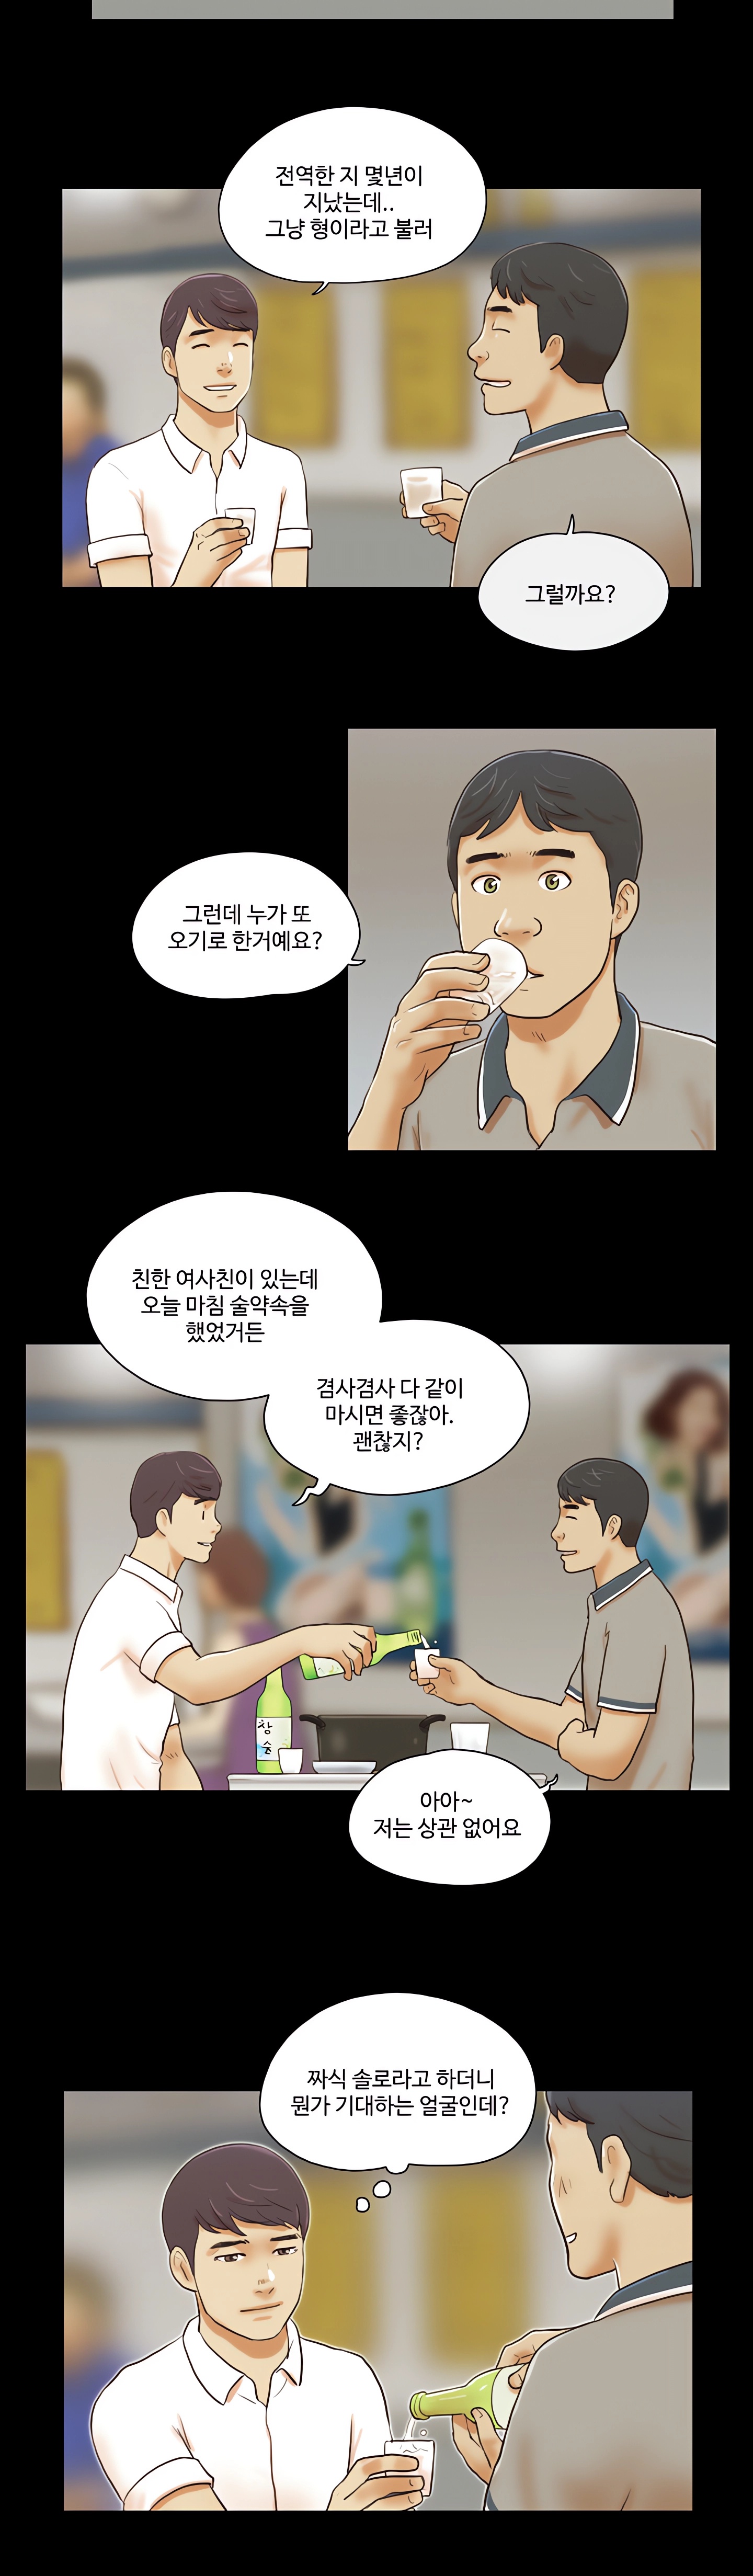 전역한 지 몇년이
지났는데..
그냥 형이라고 불러
그럴까요?
그런데 누가 또
오기로 한거예요?
친한 여사친이 있는데
오늘 마침 술약속을
했었거든
겸사겸사 다 같이
마시면 좋잖아.
괜찮지?
참
슬
아아~
저는 상관 없어요
짜식 솔로라고 하더니
뭔가 기대하는 얼굴인데?